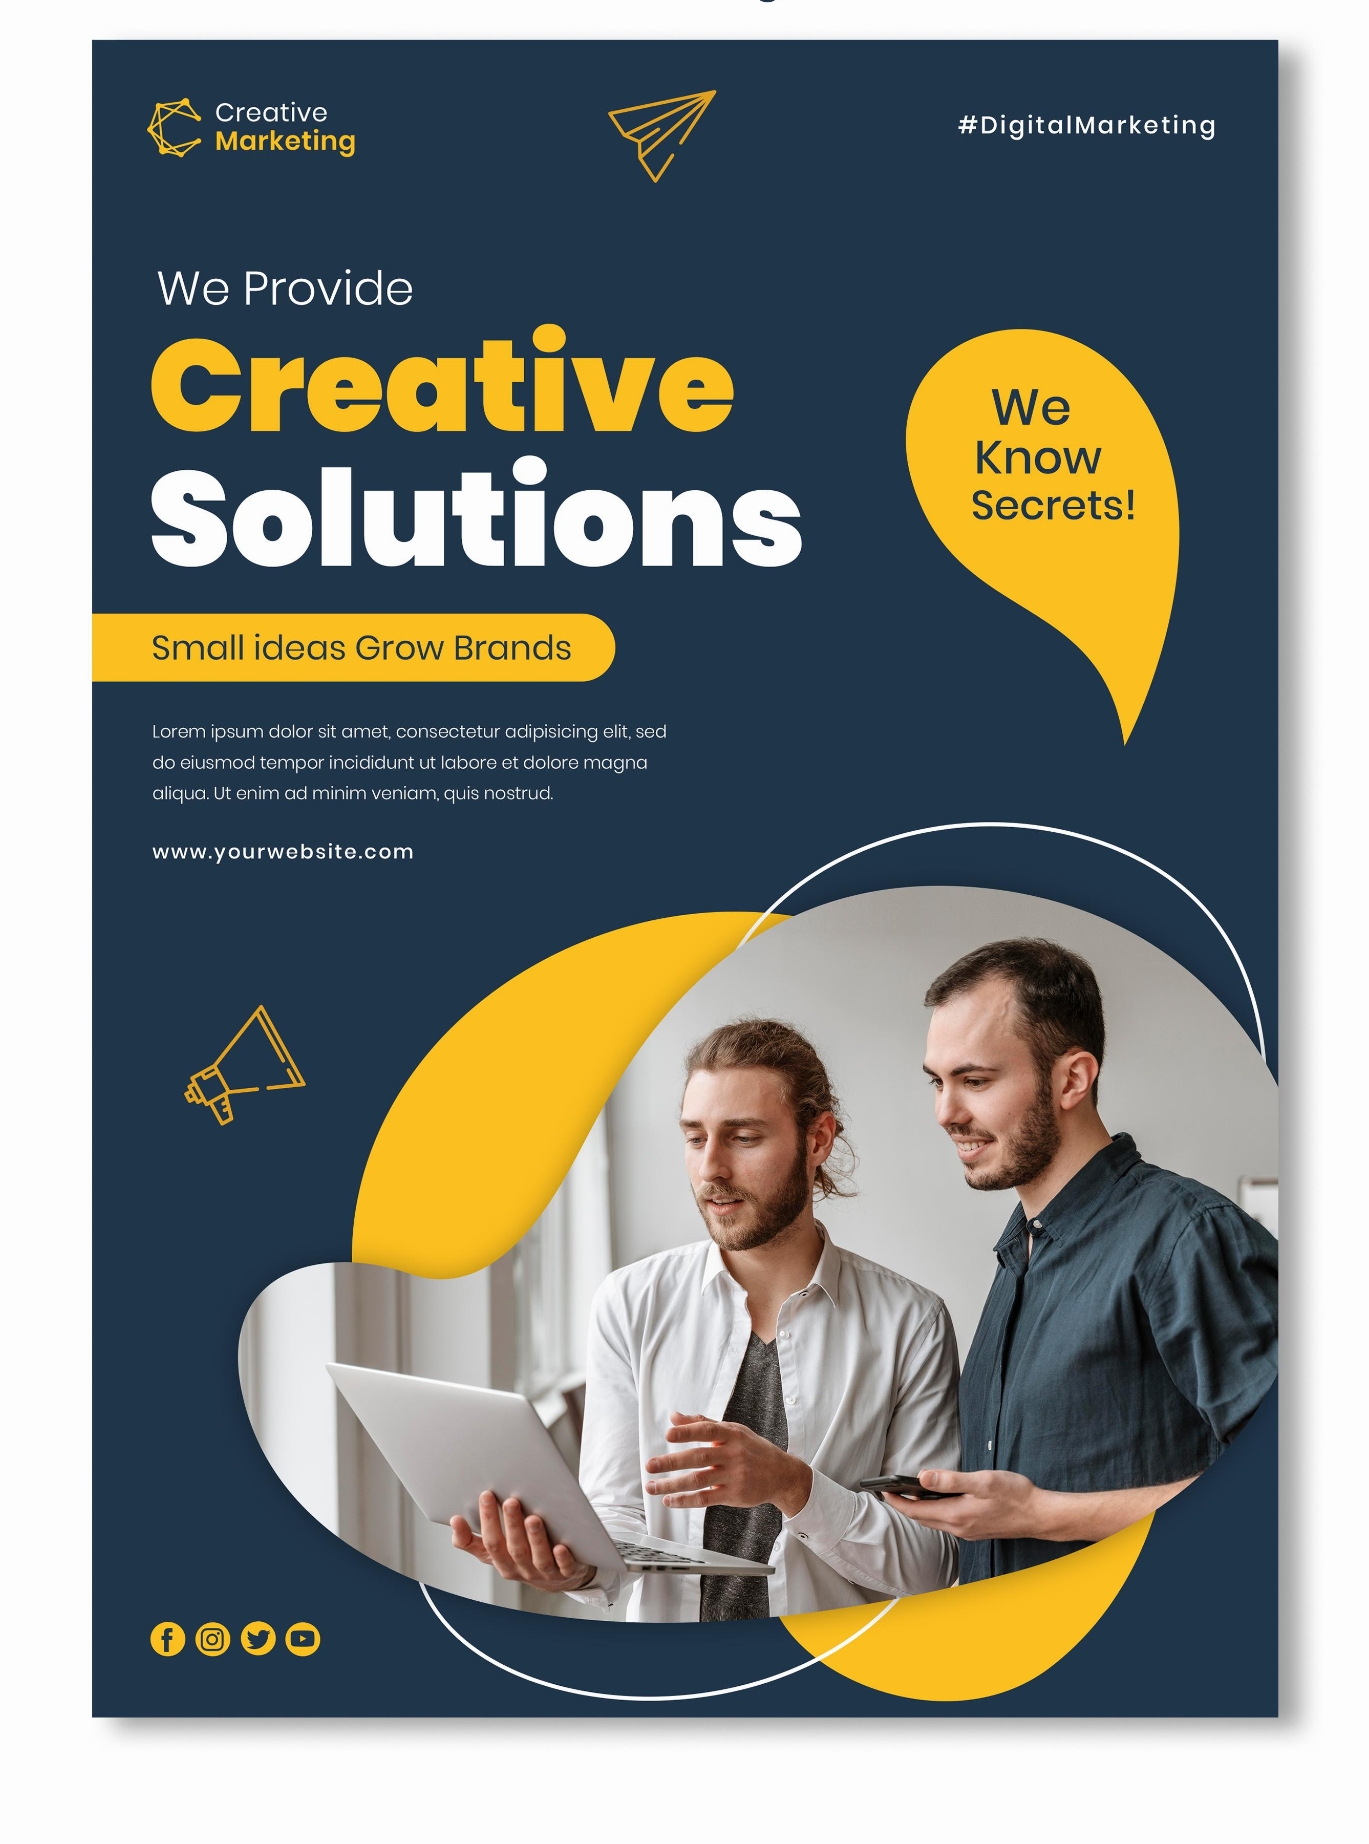 Creative
Marketing
#DigitalMarketing
We Provide
Creative
Solutions
We
Know
Secrets!
Small ideas Grow Brands
Lorem ipsum dolor sit amet, consectetur adipisicing elit, sed
do eiusmod tempor incididunt ut labore et dolore magna
aliqua. Ut enim ad minim veniam, quis nostrud.
www.yourwebsite.com